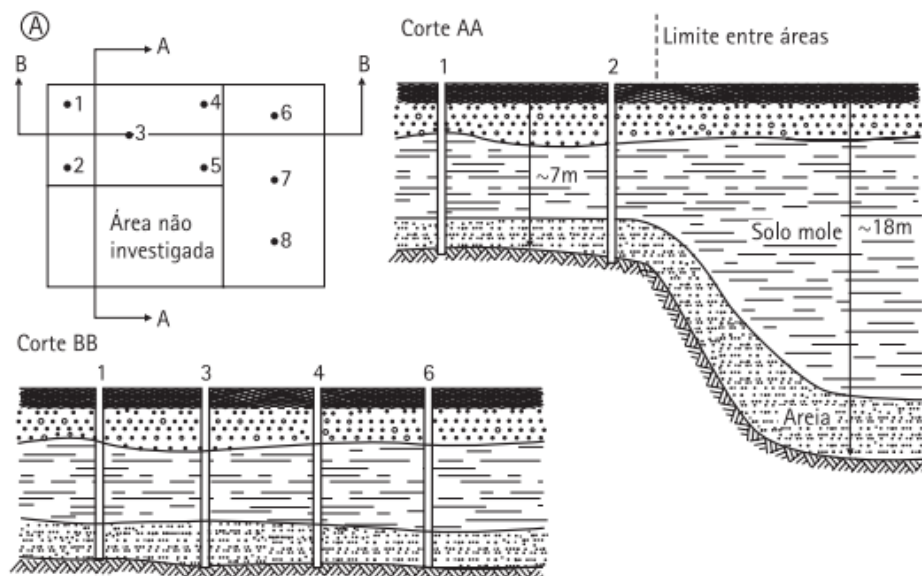 A
A
B
B
1
4
6
3
2
5
7
Área não
investigada
8
A
Corte AA
Limite entre áreas
1
2
~7m
Solo mole
~18m
Areia
Corte BB
1
3
4
6